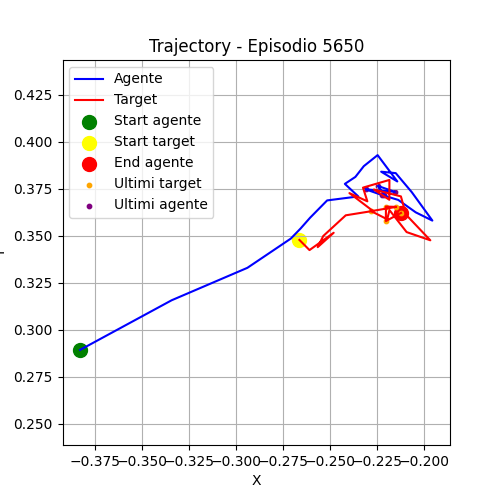 Trajectory - Episodio 5650
Agente
Target
Start agente
Start target
End agente
Ultimi target
Ultimi agente
0.425
0.400
0.375
0.350
0.325
0.300
0.275
0.250
−0.375 −0.350 −0.325 −0.300 −0.275 −0.250 −0.225 −0.200
X